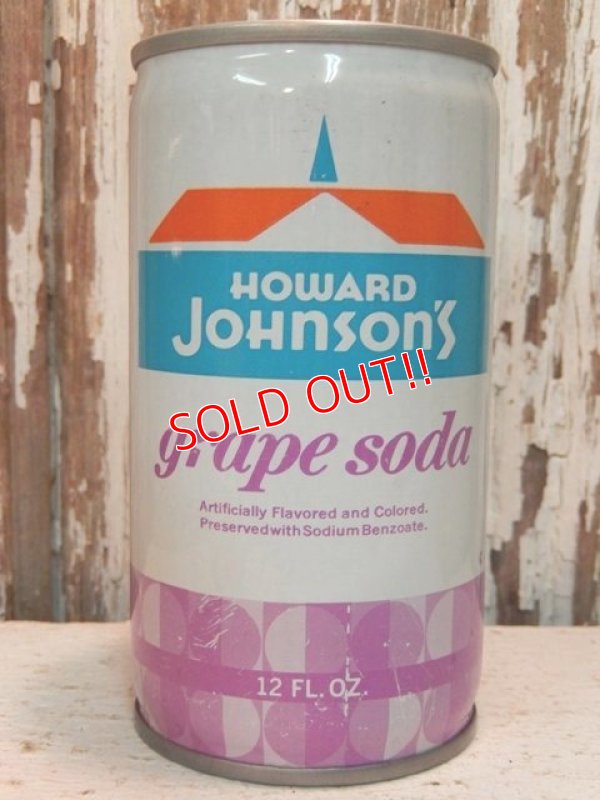 HOWARD
JOHNSON'S
SOLD OUT!!
grape soda
Artificially Flavored and Colored.
Preserved with Sodium Benzoate.
12 FL. OZ.